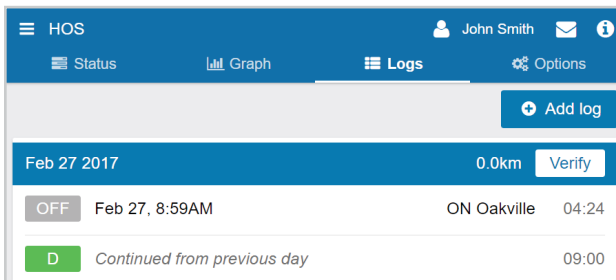 HOS John Smith
Status Graph Logs Options
Add log
Feb 27 2017 0.0km Verify
OFF Feb 27, 8:59AM ON Oakville 04:24
D Continued from previous day 09:00